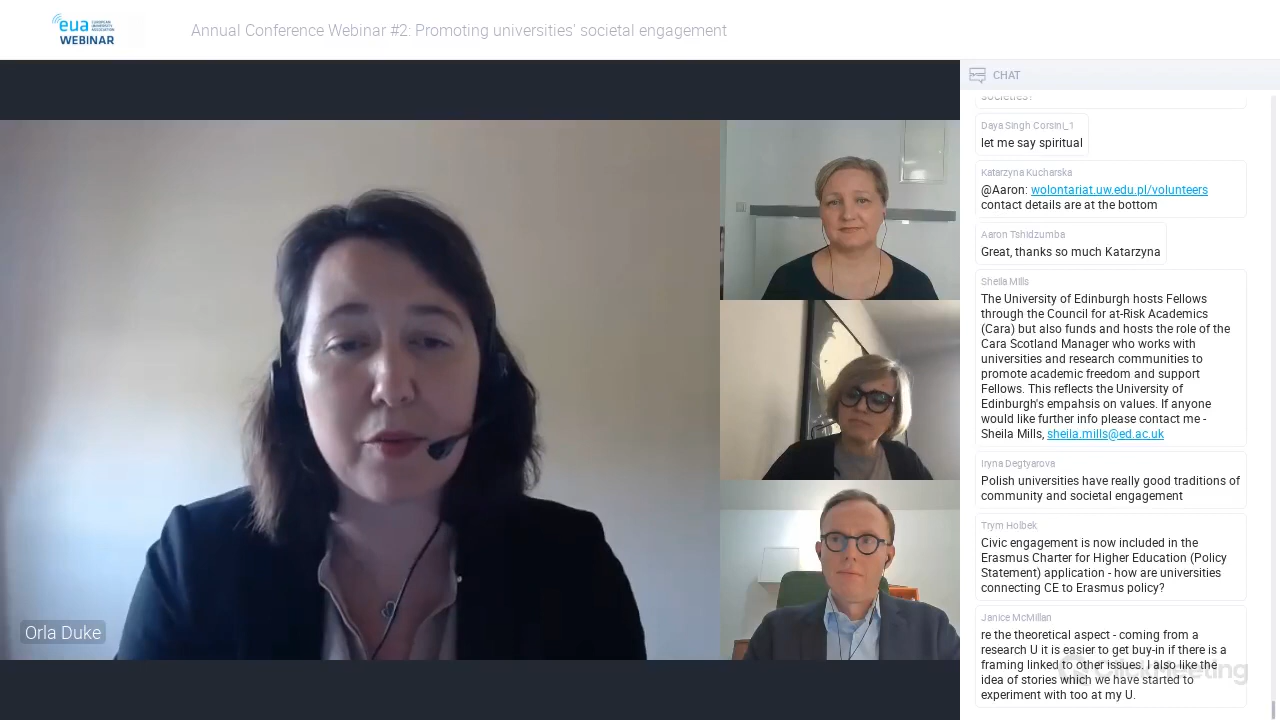 eua EUROPEAN UNIVERSITY ASSOCIATION
WEBINAR
Annual Conference Webinar #2: Promoting universities' societal engagement
Orla Duke
CHAT
societies?
Daya Singh Corsini_1
let me say spiritual
Katarzyna Kucharska
@Aaron: wolontariat.uw.edu.pl/volunteers
contact details are at the bottom
Aaron Tshidzumba
Great, thanks so much Katarzyna
Sheila Mills
The University of Edinburgh hosts Fellows
through the Council for at-Risk Academics
(Cara) but also funds and hosts the role of the
Cara Scotland Manager who works with
universities and research communities to
promote academic freedom and support
Fellows. This reflects the University of
Edinburgh's empahsis on values. If anyone
would like further info please contact me -
Sheila Mills, sheila.mills@ed.ac.uk
Iryna Degtyarova
Polish universities have really good traditions of
community and societal engagement
Trym Holbek
Civic engagement is now included in the
Erasmus Charter for Higher Education (Policy
Statement) application - how are universities
connecting CE to Erasmus policy?
Janice McMillan
re the theoretical aspect - coming from a
research U it is easier to get buy-in if there is a
framing linked to other issues. I also like the
idea of stories which we have started to
experiment with too at my U.
ClickMeeting